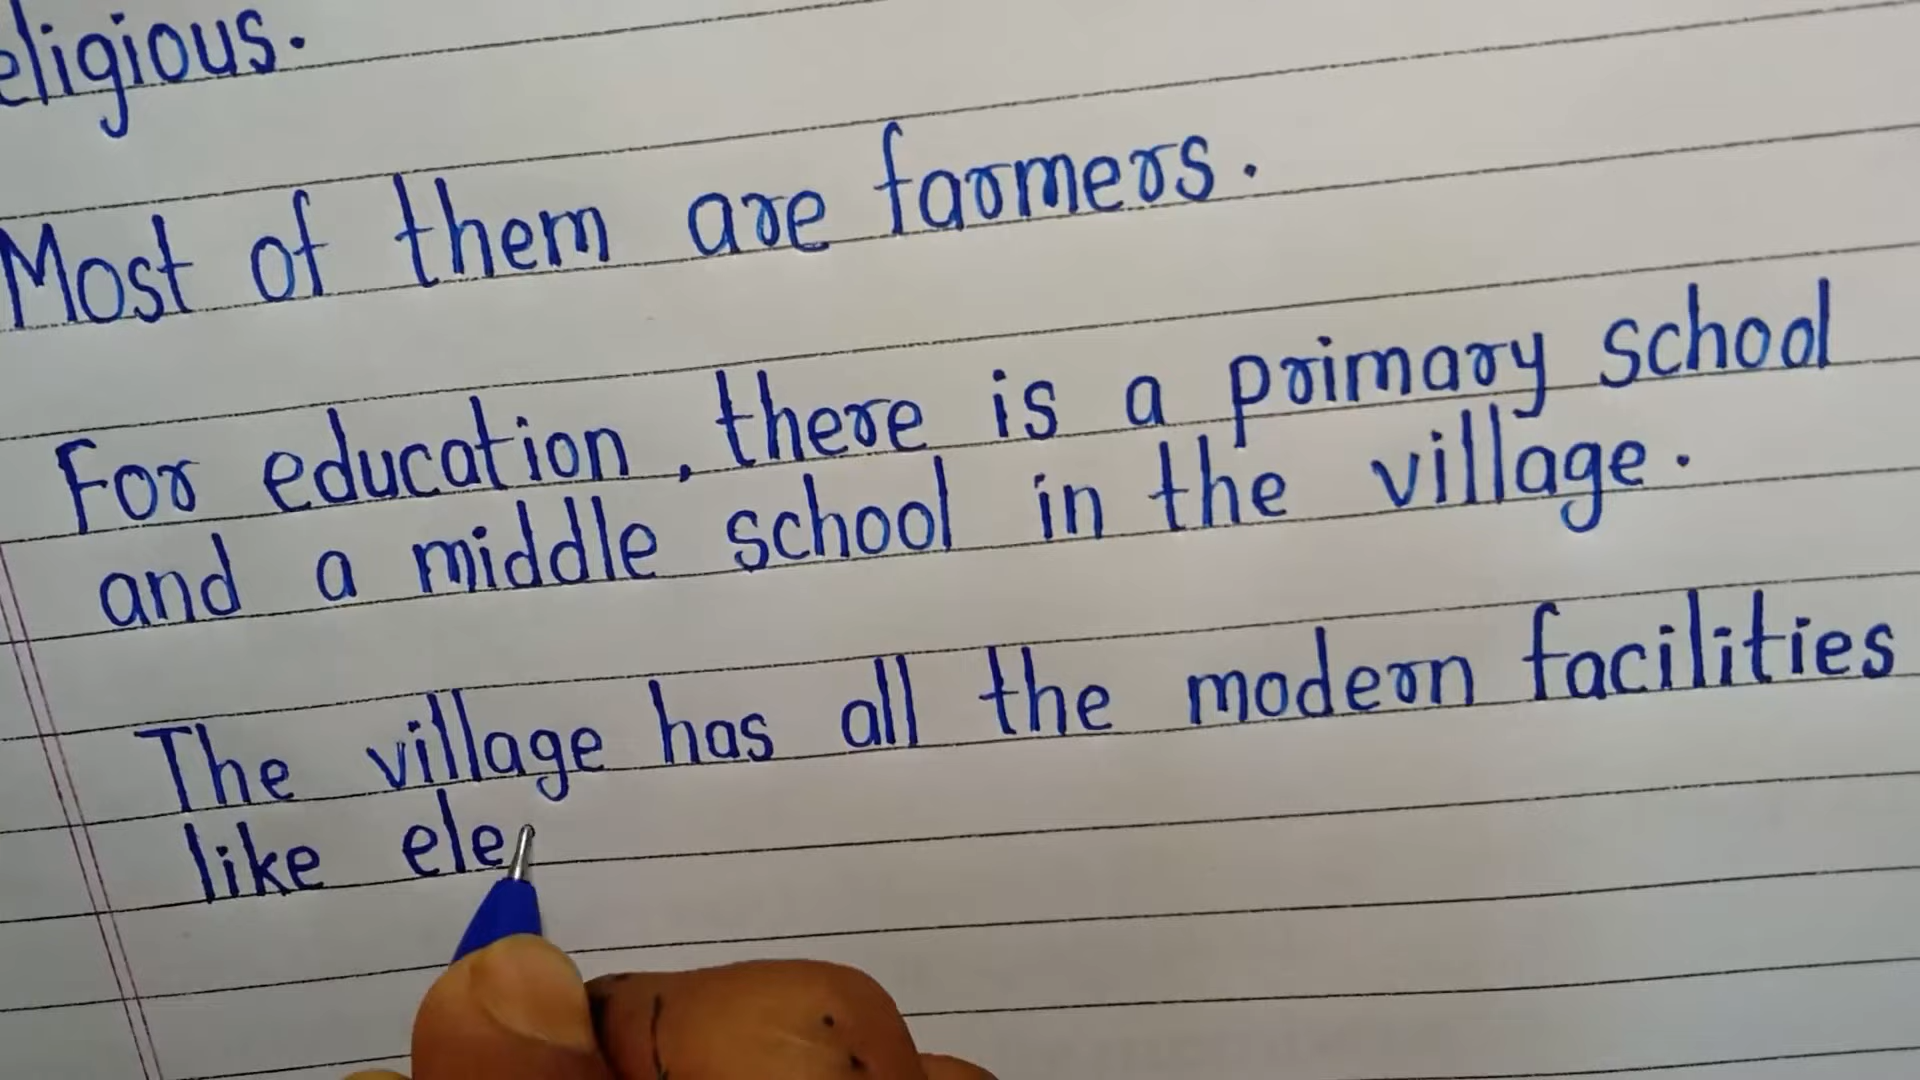 eligious.
Most of them are farmers.
For education, there is a primary school
and a middle school in the village.
The village has all the modern facilities
like ele